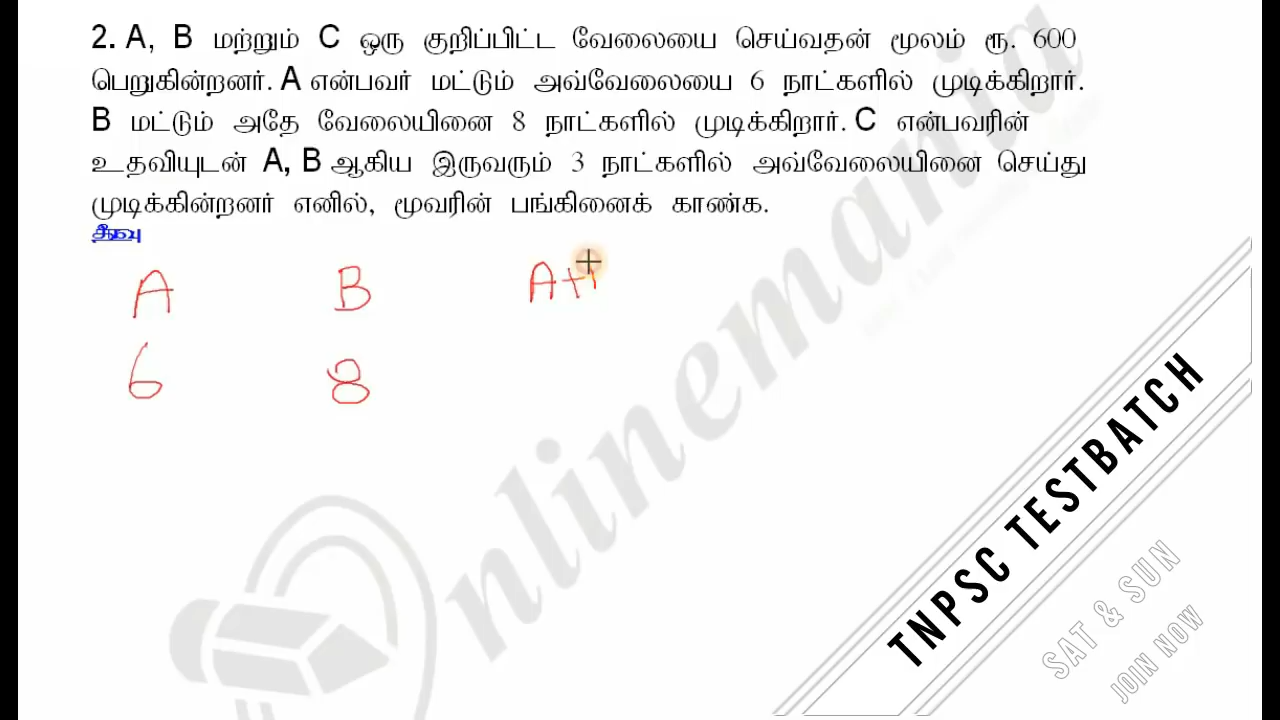 2. A, B மற்றும் C ஒரு குறிப்பிட்ட வேலையை செய்வதன் மூலம் ரூ. 600
பெறுகின்றனர். A என்பவர் மட்டும் அவ்வேலையை 6 நாட்களில் முடிக்கிறார்.
B மட்டும் அதே வேலையினை 8 நாட்களில் முடிக்கிறார். C என்பவரின்
உதவியுடன் A, B ஆகிய இருவரும் 3 நாட்களில் அவ்வேலையினை செய்து
முடிக்கின்றனர் எனில், மூவரின் பங்கினைக் காண்க.
தீர்வு
A B A+
6 8
nlinemania
TNPSC TESTBATCH
SAT & SUN
JOIN NOW